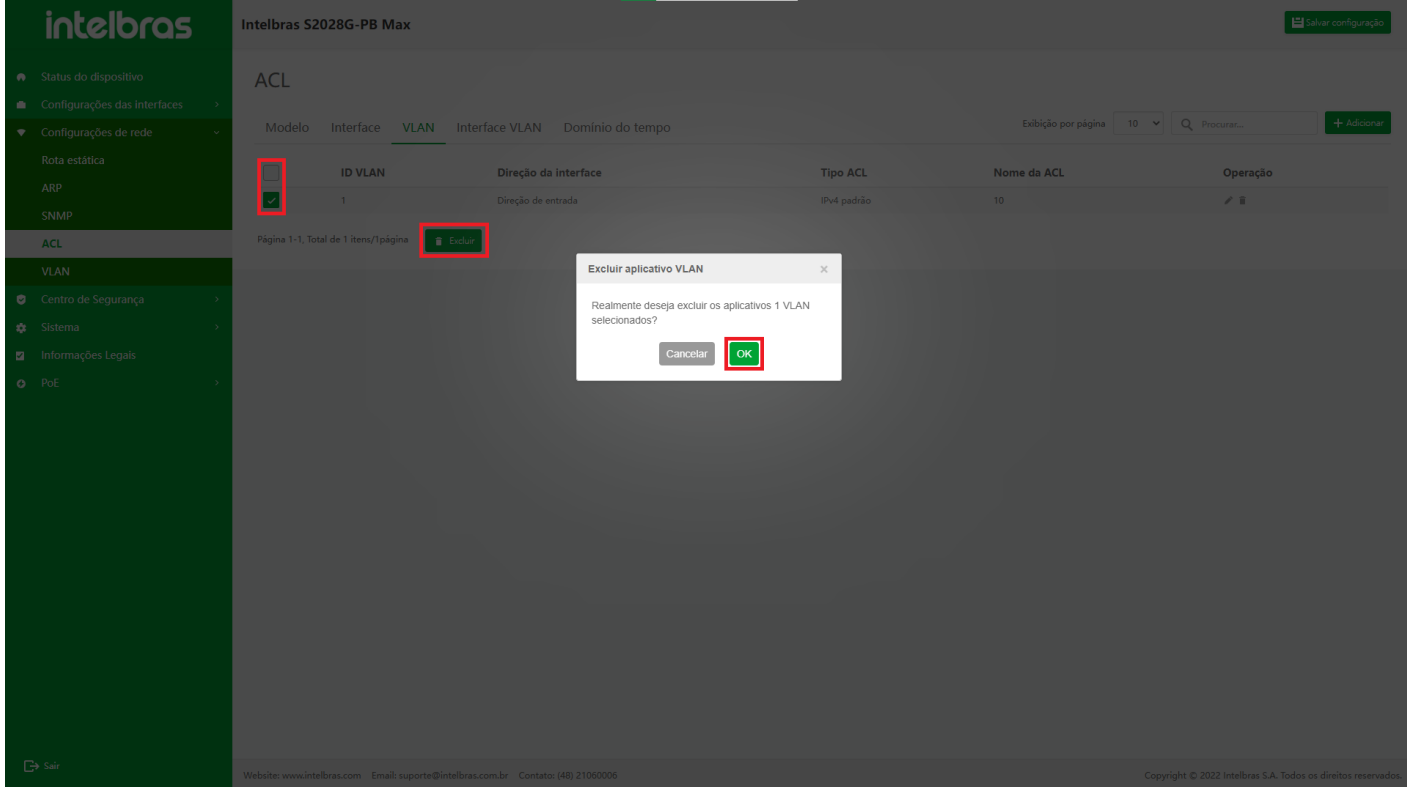 intelbras
Intelbras S2028G-PB Max
Salvar configuração
Status do dispositivo
Configurações das interfaces
Configurações de rede
Rota estática
ARP
SNMP
ACL
VLAN
Centro de Segurança
Sistema
Informações Legais
PoE
Sair
ACL
Modelo Interface VLAN Interface VLAN Domínio do tempo
Exibição por página 10 Procurar... Adicionar
ID VLAN Direção da interface Tipo ACL Nome da ACL Operação
1 Direção de entrada IPv4 padrão 10
Página 1-1, Total de 1 itens/1página Excluir
Excluir aplicativo VLAN ×
Realmente deseja excluir os aplicativos 1 VLAN
selecionados?
Cancelar OK
Website: www.intelbras.com Email: suporte@intelbras.com.br Contato: (48) 21060006
Copyright © 2022 Intelbras S.A. Todos os direitos reservados.